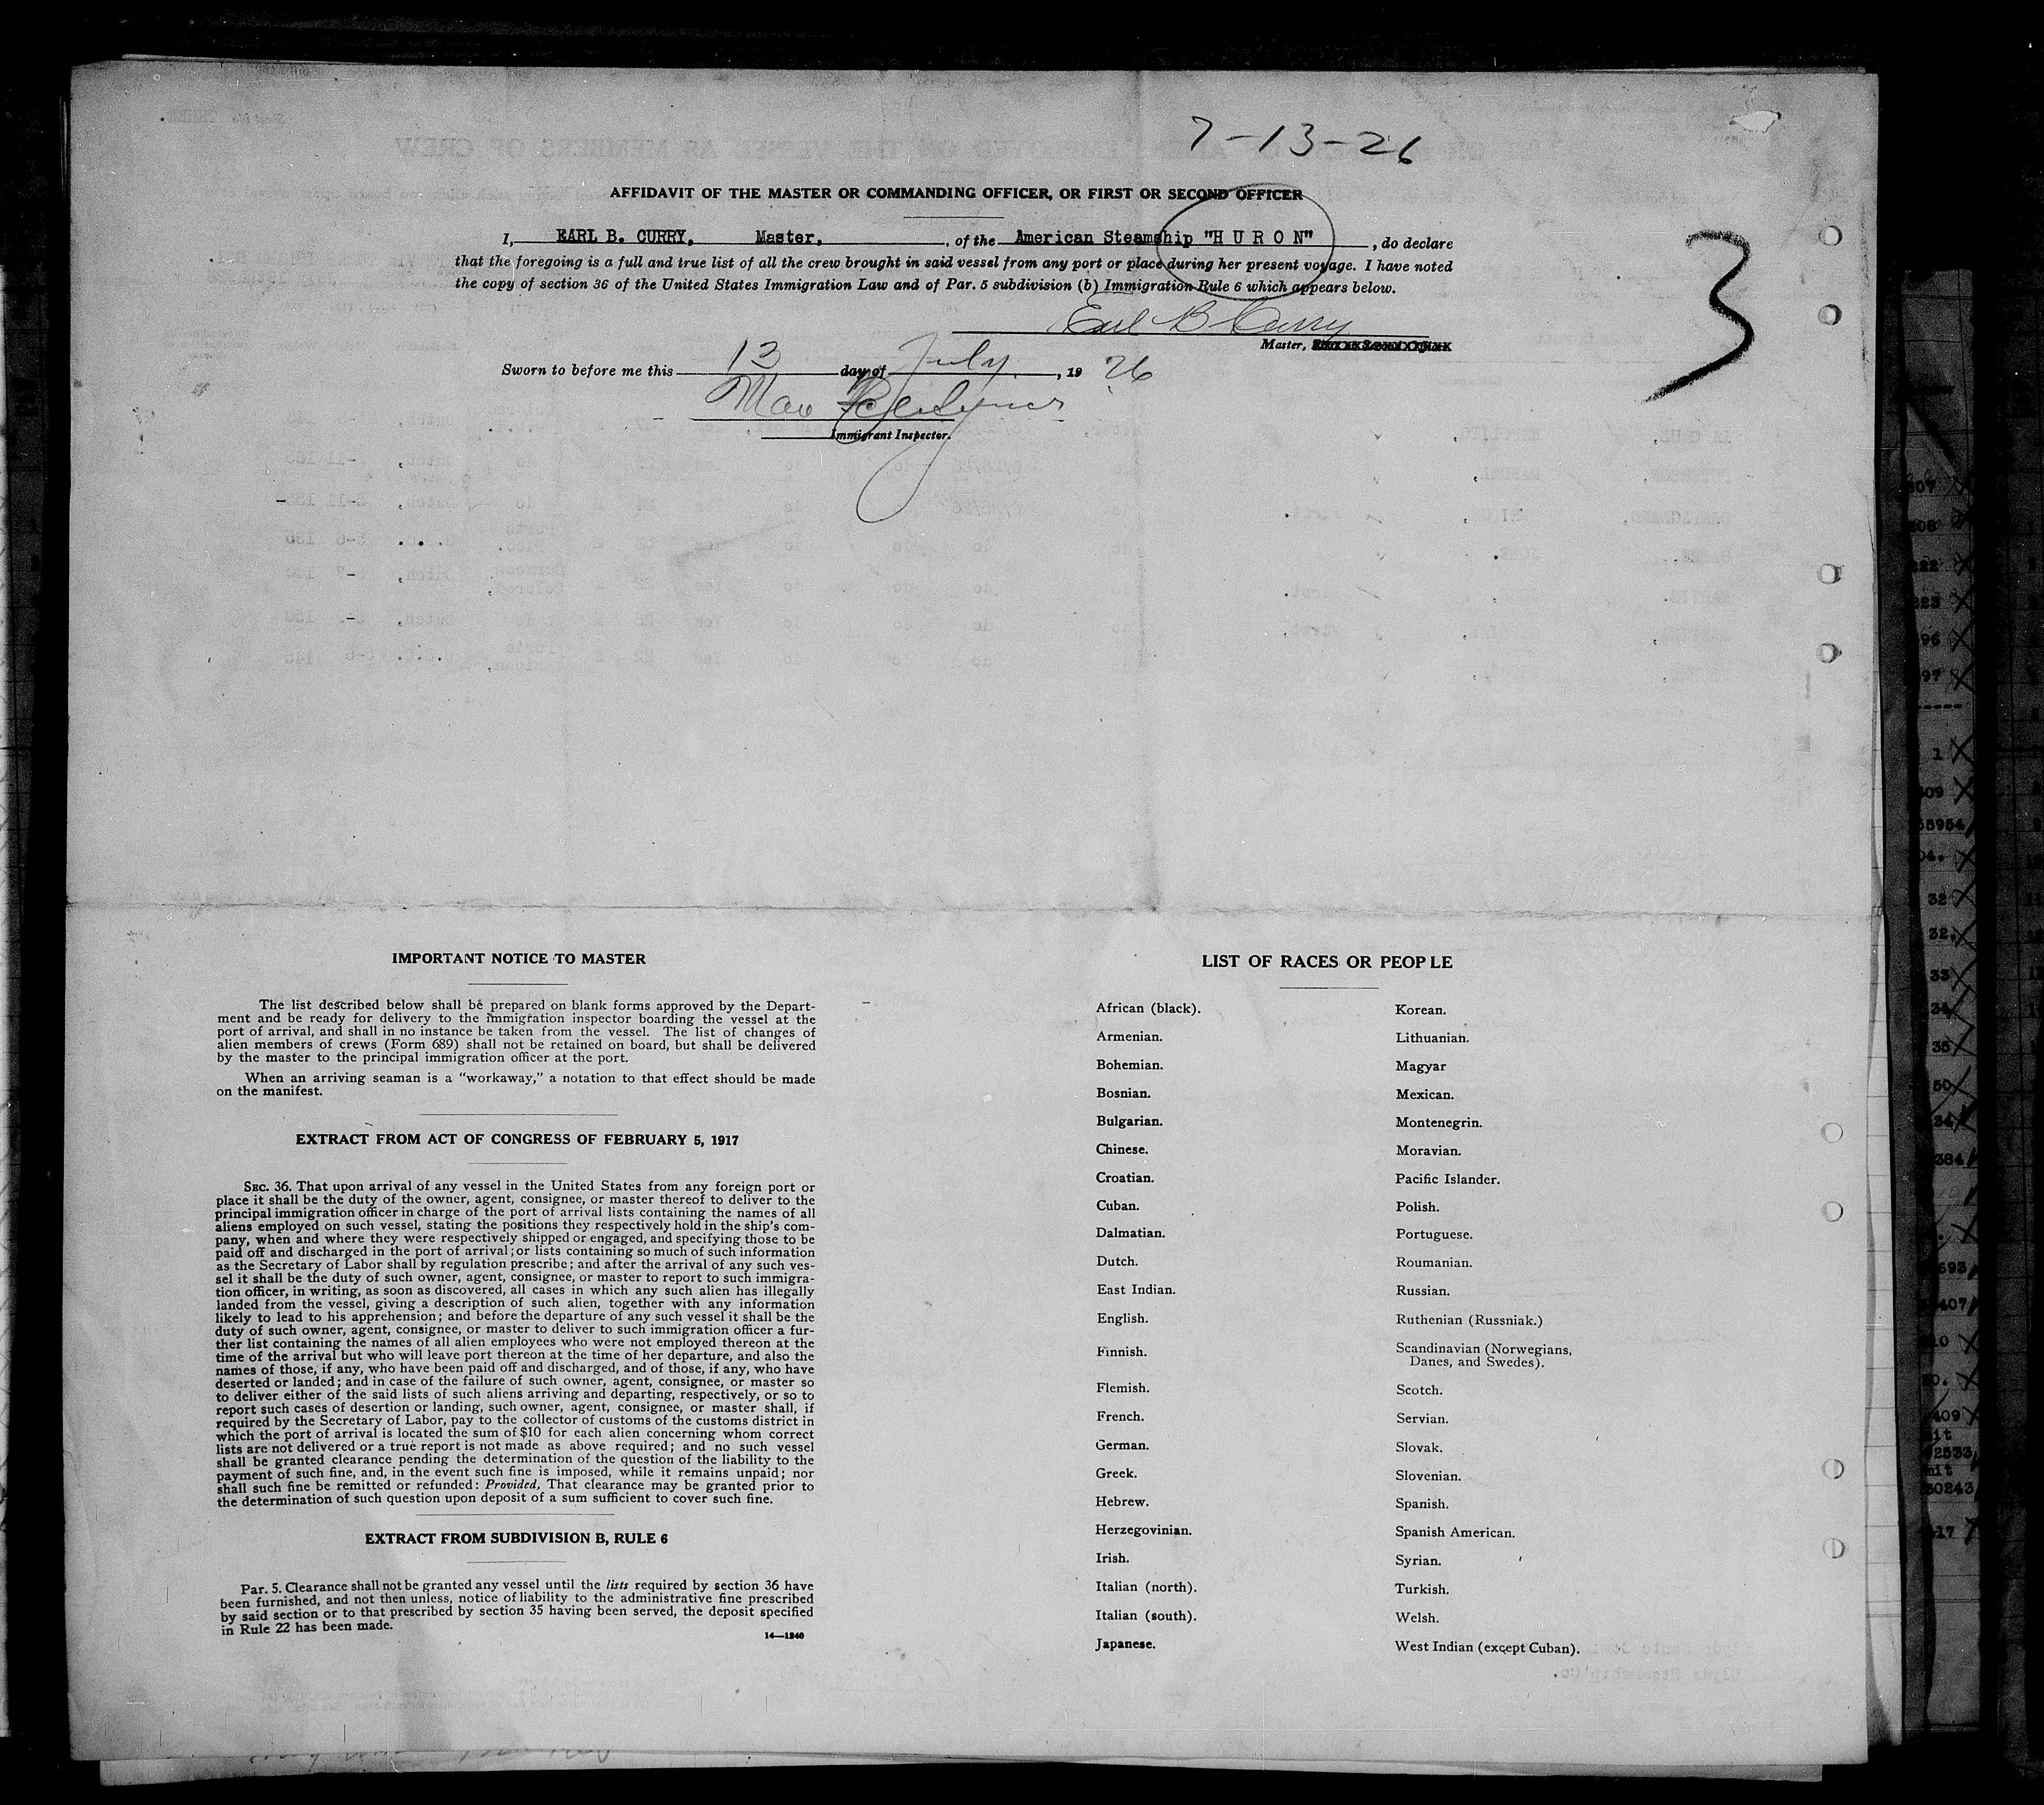 7-13-26
AFFIDAVIT OF THE MASTER OR COMMANDING OFFICER, OR FIRST OR SECOND OFFICER
I, EARL B. CURRY, Master, , of the American Steamship "H U R O N" , do declare
that the foregoing is a full and true list of all the crew brought in said vessel from any port or place during her present voyage. I have noted
the copy of section 36 of the United States Immigration Law and of Par. 5 subdivision (b) Immigration Rule 6 which appears below.
3
Earl B Curry
Master,
Sworn to before me this 13 day of July , 19 26
Max
Immigrant Inspector.
IMPORTANT NOTICE TO MASTER
The list described below shall be prepared on blank forms approved by the Depart-
ment and be ready for delivery to the immigration inspector boarding the vessel at the
port of arrival, and shall in no instance be taken from the vessel. The list of changes of
alien members of crews (Form 689) shall not be retained on board, but shall be delivered
by the master to the principal immigration officer at the port.
When an arriving seaman is a "workaway," a notation to that effect should be made
on the manifest.
EXTRACT FROM ACT OF CONGRESS OF FEBRUARY 5, 1917
SEC. 36. That upon arrival of any vessel in the United States from any foreign port or
place it shall be the duty of the owner, agent, consignee, or master thereof to deliver to the
principal immigration officer in charge of the port of arrival lists containing the names of all
aliens employed on such vessel, stating the positions they respectively hold in the ship's com-
pany, when and where they were respectively shipped or engaged, and specifying those to be
paid off and discharged in the port of arrival; or lists containing so much of such information
as the Secretary of Labor shall by regulation prescribe; and after the arrival of any such ves-
sel it shall be the duty of such owner, agent, consignee, or master to report to such immigra-
tion officer, in writing, as soon as discovered, all cases in which any such alien has illegally
landed from the vessel, giving a description of such alien, together with any information
likely to lead to his apprehension; and before the departure of any such vessel it shall be the
duty of such owner, agent, consignee, or master to deliver to such immigration officer a fur-
ther list containing the names of all alien employees who were not employed thereon at the
time of the arrival but who will leave port thereon at the time of her departure, and also the
names of those, if any, who have been paid off and discharged, and of those, if any, who have
deserted or landed; and in case of the failure of such owner, agent, consignee, or master so
to deliver either of the said lists of such aliens arriving and departing, respectively, or so to
report such cases of desertion or landing, such owner, agent, consignee, or master shall, if
required by the Secretary of Labor, pay to the collector of customs of the customs district in
which the port of arrival is located the sum of $10 for each alien concerning whom correct
lists are not delivered or a true report is not made as above required; and no such vessel
shall be granted clearance pending the determination of the question of the liability to the
payment of such fine, and, in the event such fine is imposed, while it remains unpaid; nor
shall such fine be remitted or refunded: Provided, That clearance may be granted prior to
the determination of such question upon deposit of a sum sufficient to cover such fine.
EXTRACT FROM SUBDIVISION B, RULE 6
Par. 5. Clearance shall not be granted any vessel until the lists required by section 36 have
been furnished, and not then unless, notice of liability to the administrative fine prescribed
by said section or to that prescribed by section 35 having been served, the deposit specified
in Rule 22 has been made.
14—1240
LIST OF RACES OR PEOPLE
African (black).
Armenian.
Bohemian.
Bosnian.
Bulgarian.
Chinese.
Croatian.
Cuban.
Dalmatian.
Dutch.
East Indian.
English.
Finnish.
Flemish.
French.
German.
Greek.
Hebrew.
Herzegovinian.
Irish.
Italian (north).
Italian (south).
Japanese.
Korean.
Lithuanian.
Magyar
Mexican.
Montenegrin.
Moravian.
Pacific Islander.
Polish.
Portuguese.
Roumanian.
Russian.
Ruthenian (Russniak.)
Scandinavian (Norwegians,
Danes, and Swedes).
Scotch.
Servian.
Slovak.
Slovenian.
Spanish.
Spanish American.
Syrian.
Turkish.
Welsh.
West Indian (except Cuban).